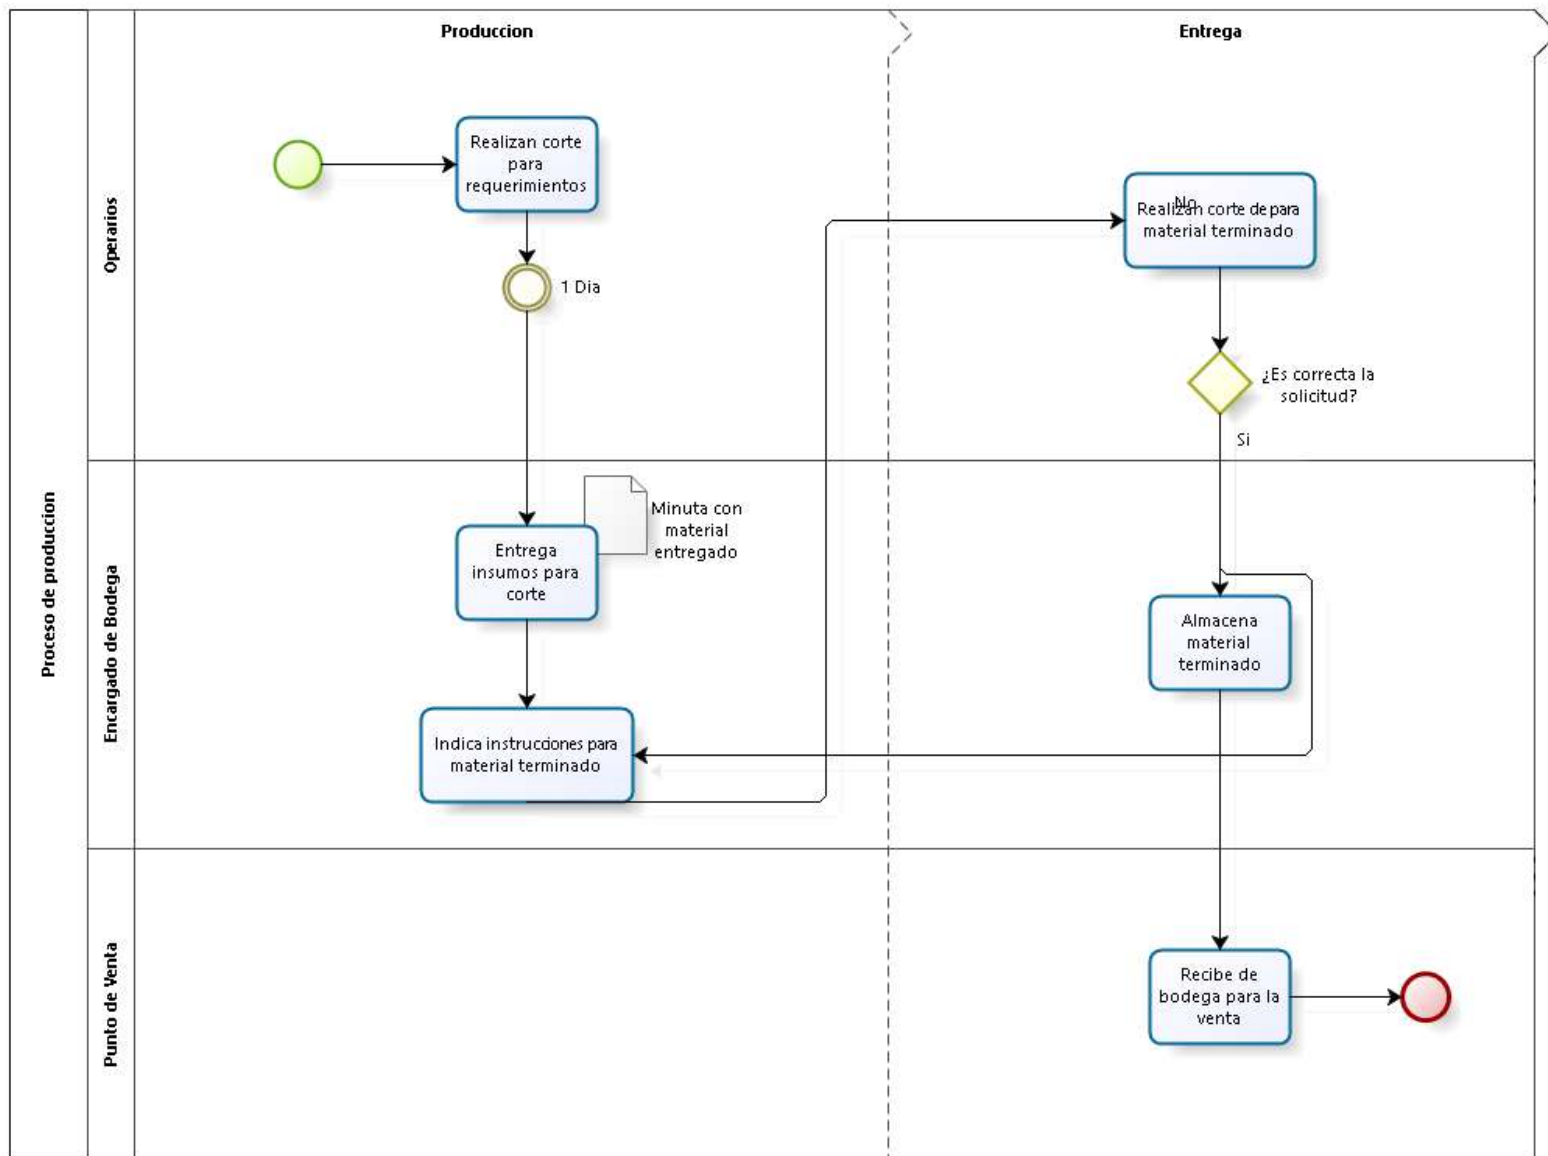 Produccion
Entrega
Proceso de produccion
Operarios
Realizan corte
para
requerimientos
1 Dia
No
Realizan corte de para
material terminado
¿Es correcta la
solicitud?
Si
Encargado de Bodega
Minuta con
material
entregado
Entrega
insumos para
corte
Almacena
material
terminado
Indica instrucciones para
material terminado
Punto de Venta
Recibe de
bodega para la
venta